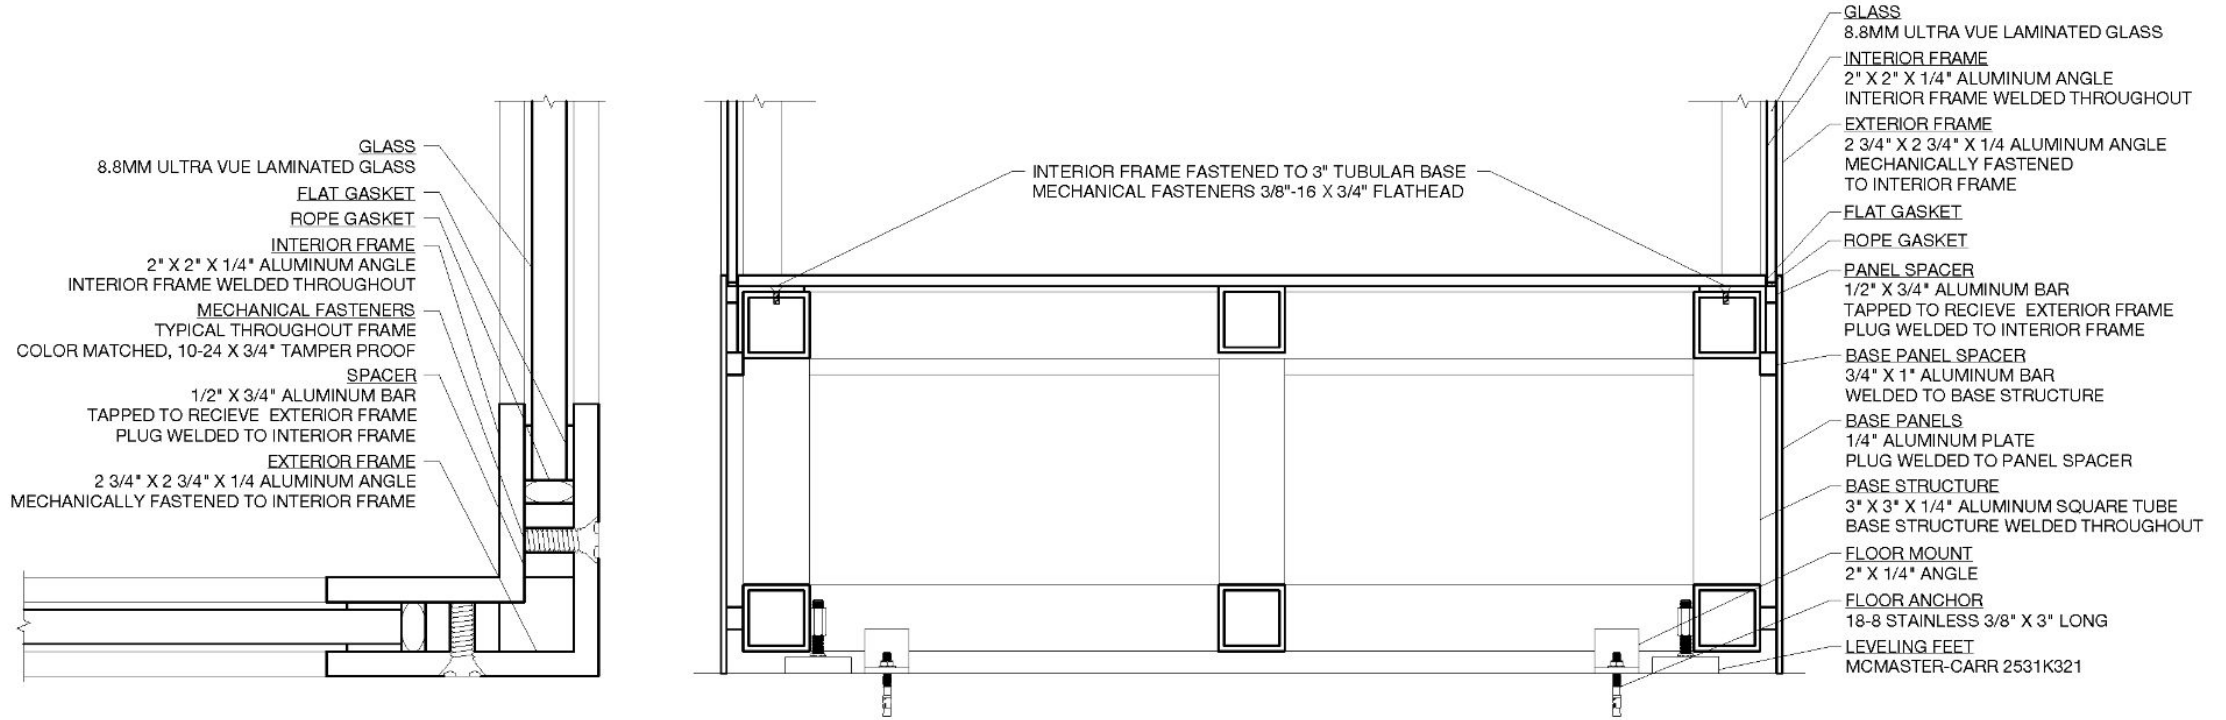 GLASS
8.8MM ULTRA VUE LAMINATED GLASS
FLAT GASKET
ROPE GASKET
INTERIOR FRAME
2" X 2" X 1/4" ALUMINUM ANGLE
INTERIOR FRAME WELDED THROUGHOUT
MECHANICAL FASTENERS
TYPICAL THROUGHOUT FRAME
COLOR MATCHED, 10-24 X 3/4" TAMPER PROOF
SPACER
1/2" X 3/4" ALUMINUM BAR
TAPPED TO RECIEVE EXTERIOR FRAME
PLUG WELDED TO INTERIOR FRAME
EXTERIOR FRAME
2 3/4" X 2 3/4" X 1/4 ALUMINUM ANGLE
MECHANICALLY FASTENED TO INTERIOR FRAME
INTERIOR FRAME FASTENED TO 3" TUBULAR BASE
MECHANICAL FASTENERS 3/8"-16 X 3/4" FLATHEAD
GLASS
8.8MM ULTRA VUE LAMINATED GLASS
INTERIOR FRAME
2" X 2" X 1/4" ALUMINUM ANGLE
INTERIOR FRAME WELDED THROUGHOUT
EXTERIOR FRAME
2 3/4" X 2 3/4" X 1/4 ALUMINUM ANGLE
MECHANICALLY FASTENED
TO INTERIOR FRAME
FLAT GASKET
ROPE GASKET
PANEL SPACER
1/2" X 3/4" ALUMINUM BAR
TAPPED TO RECIEVE EXTERIOR FRAME
PLUG WELDED TO INTERIOR FRAME
BASE PANEL SPACER
3/4" X 1" ALUMINUM BAR
WELDED TO BASE STRUCTURE
BASE PANELS
1/4" ALUMINUM PLATE
PLUG WELDED TO PANEL SPACER
BASE STRUCTURE
3" X 3" X 1/4" ALUMINUM SQUARE TUBE
BASE STRUCTURE WELDED THROUGHOUT
FLOOR MOUNT
2" X 1/4" ANGLE
FLOOR ANCHOR
18-8 STAINLESS 3/8" X 3" LONG
LEVELING FEET
MCMASTER-CARR 2531K321